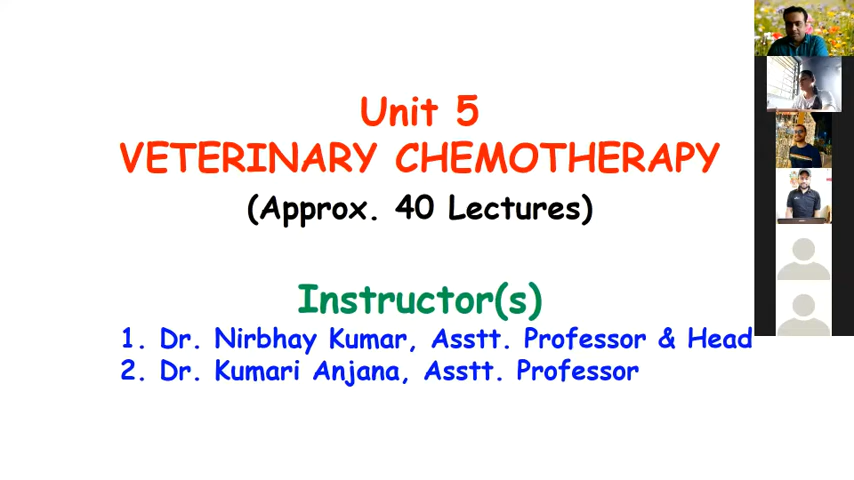 Unit 5
VETERINARY CHEMOTHERAPY
(Approx. 40 Lectures)
Instructor(s)
1. Dr. Nirbhay Kumar, Asstt. Professor & Head
2. Dr. Kumari Anjana, Asstt. Professor